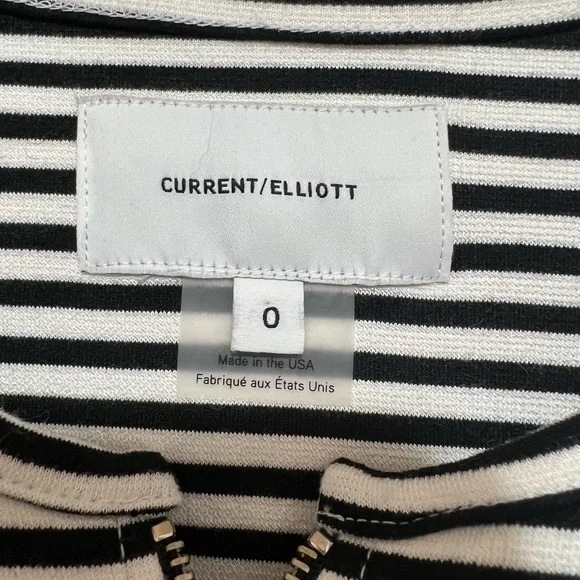 CURRENT/ELLIOTT
0
Made in the USA
Fabriqué aux États Unis